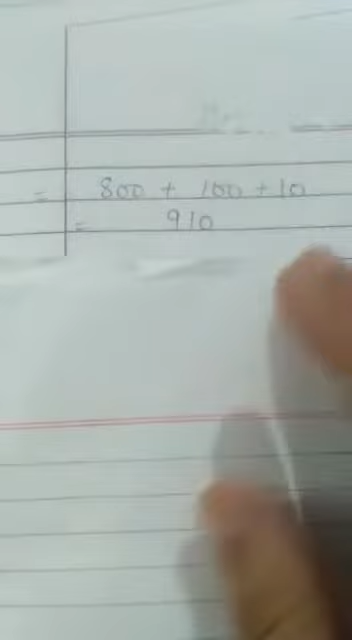 = 800 + 100 + 10
= 910